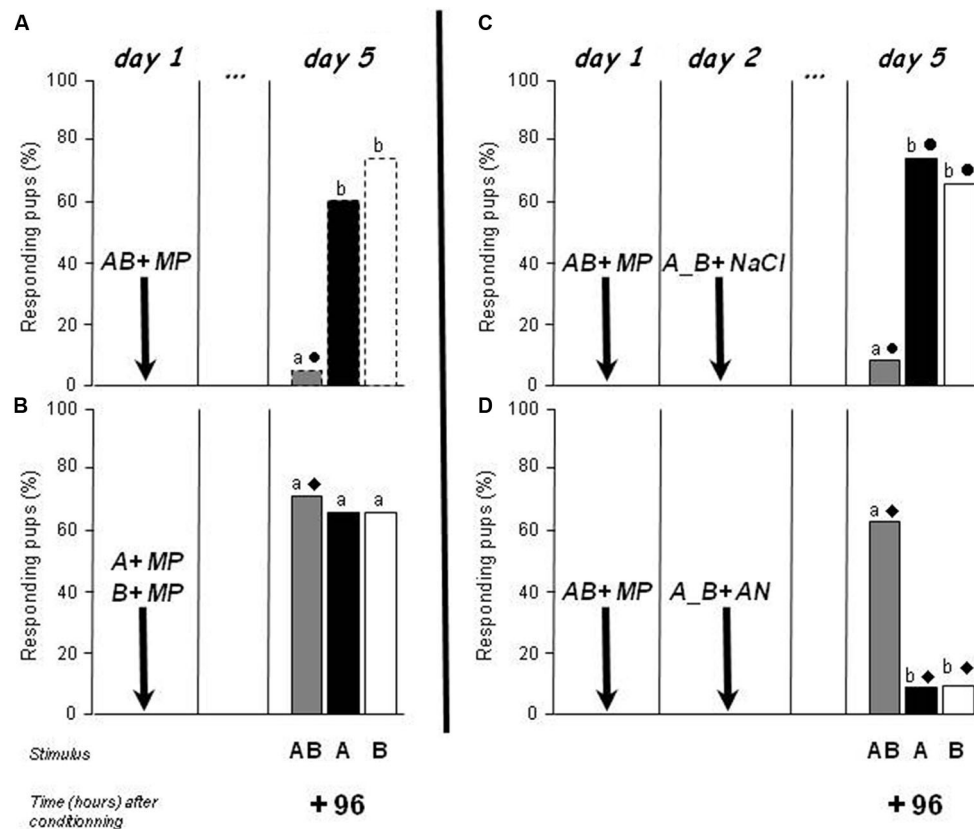 A
day 1 ... day 5
Responding pups (%)
100
80
60
40
20
0
AB+ MP
a ●
b
b
B
Responding pups (%)
100
80
60
40
20
0
A+ MP
B+ MP
a ◆
a
a
C
day 1 day 2 ... day 5
Responding pups (%)
100
80
60
40
20
0
AB+ MP
A_B+ NaCl
a ●
b ●
b ●
D
Responding pups (%)
100
80
60
40
20
0
AB+ MP
A_B+ AN
a ◆
b ◆
b ◆
Stimulus AB A B AB A B
Time (hours) after
conditionning
+ 96 + 96